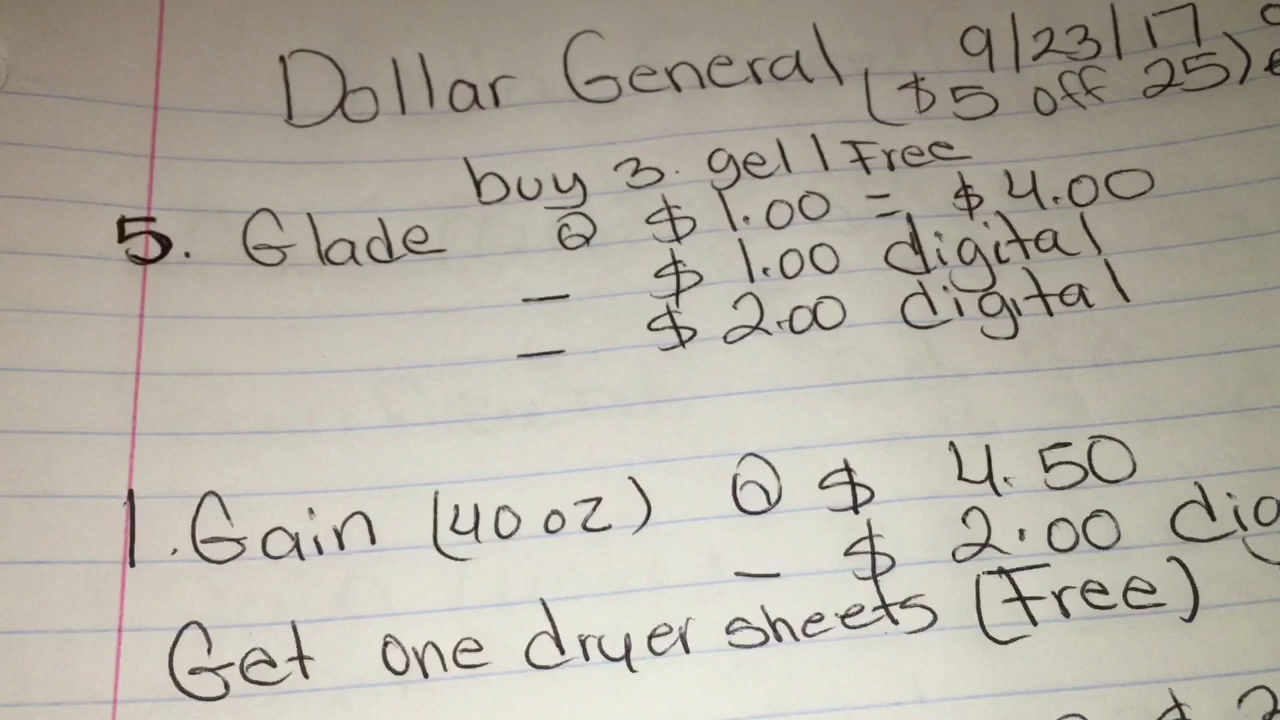 Dollar General 9/23/17
($5 off 25)
buy 3. get 1 Free
5. Glade @ $1.00 = $4.00
- $1.00 digital
- $2.00 digital
1. Gain (40 oz) @ $4.50
- $2.00 dig
Get one dryer sheets (Free)